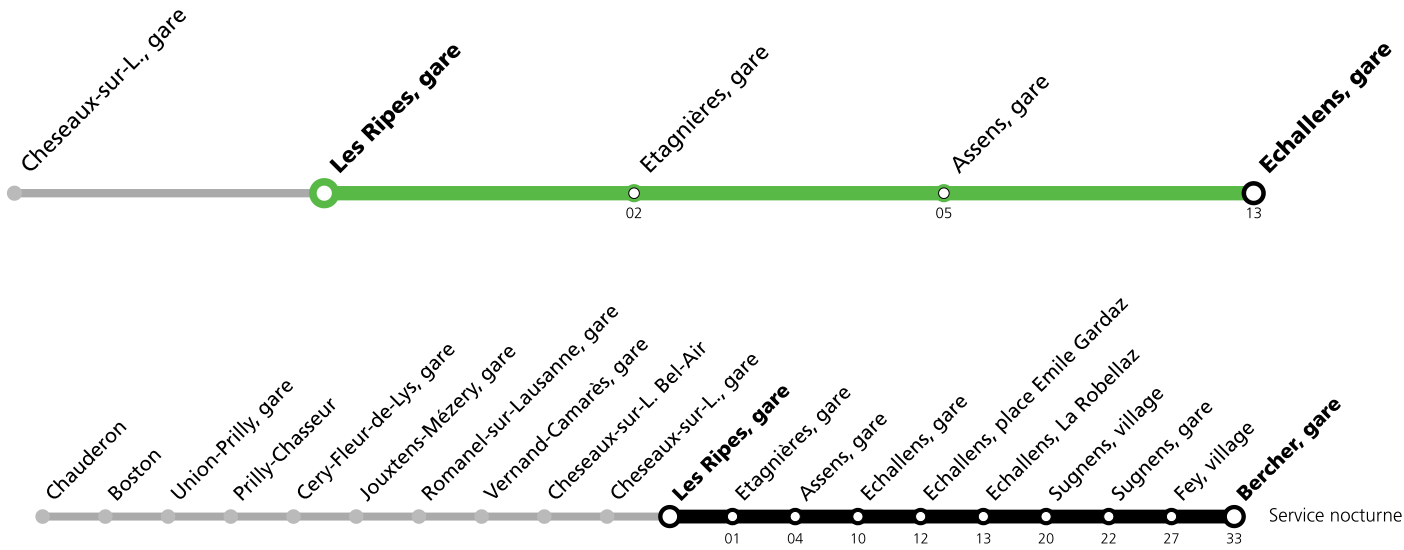 Cheseaux-sur-L., gare
Les Ripes, gare
Etagnières, gare
Assens, gare
Echallens, gare
02
05
13
Chauderon
Boston
Union-Prilly, gare
Prilly-Chasseur
Cery-Fleur-de-Lys, gare
Jouxtens-Mézery, gare
Romanel-sur-Lausanne, gare
Vernand-Camarès, gare
Cheseaux-sur-L. Bel-Air
Cheseaux-sur-L., gare
Les Ripes, gare
Etagnières, gare
Assens, gare
Echallens, gare
Echallens, place Emile Gardaz
Echallens, La Robellaz
Sugnens, village
Sugnens, gare
Fey, village
Bercher, gare
Service nocturne
01
04
10
12
13
20
22
27
33